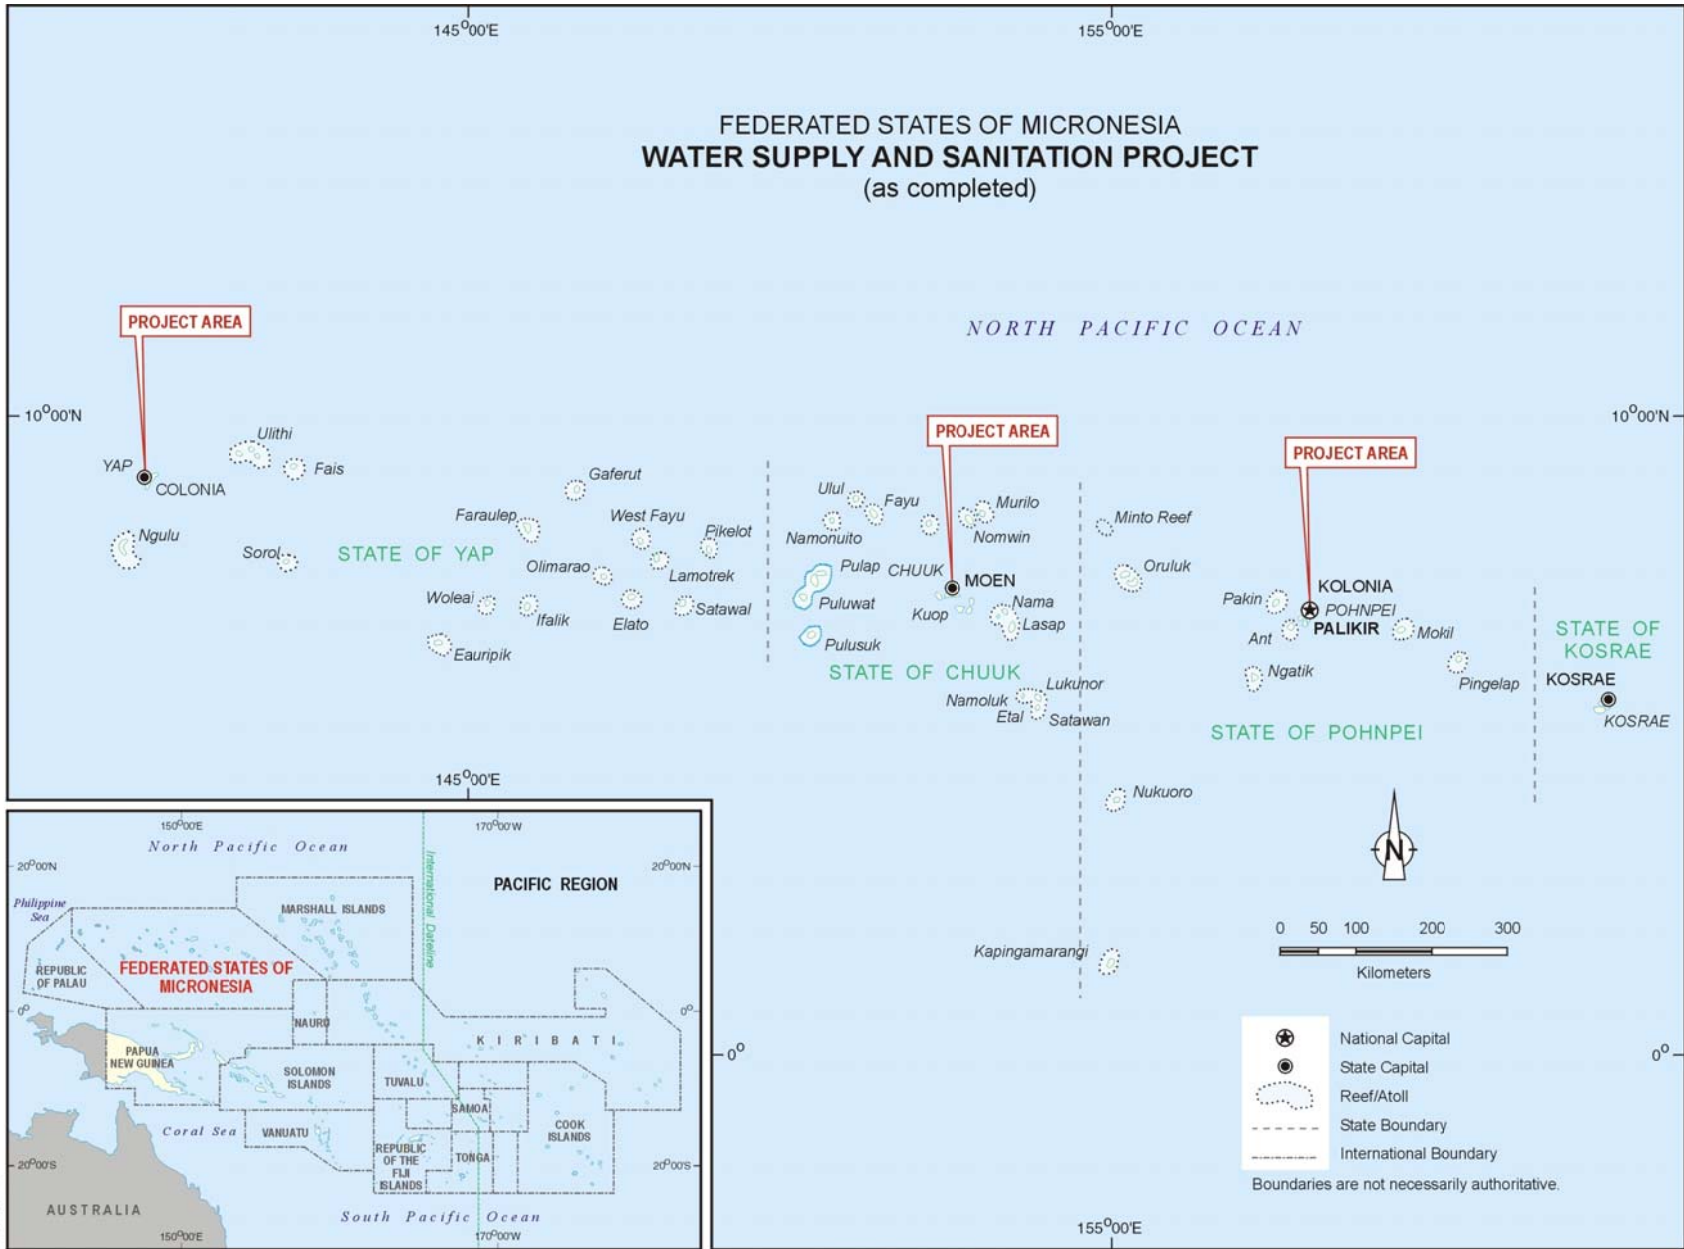 145°00'E
155°00'E
FEDERATED STATES OF MICRONESIA
WATER SUPPLY AND SANITATION PROJECT
(as completed)
PROJECT AREA
NORTH PACIFIC OCEAN
10°00'N
10°00'N
PROJECT AREA
PROJECT AREA
Ulithi
YAP
Fais
COLONIA
Gaferut
Ulul
Fayu
Murilo
Faraulep
West Fayu
Pikelot
Namonuito
Nomwin
Minto Reef
Ngulu
Sorol
STATE OF YAP
Olimarao
Lamotrek
Pulap
CHUUK
MOEN
Oruluk
KOLONIA
Woleai
Ifalik
Elato
Satawal
Puluwat
Kuop
Nama
Lasap
Pakin
POHNPEI
PALIKIR
Ant
Mokil
STATE OF
KOSRAE
Eauripik
Pulusuk
STATE OF CHUUK
Ngatik
Pingelap
KOSRAE
Lukunor
Namoluk
Etal
Satawan
KOSRAE
STATE OF POHNPEI
145°00'E
Nukuoro
N
Kapingamarangi
0 50 100 200 300
Kilometers
0°
0°
National Capital
State Capital
Reef/Atoll
State Boundary
International Boundary
Boundaries are not necessarily authoritative.
155°00'E
150°00'E
170°00'W
North Pacific Ocean
International Dateline
20°00'N
20°00'N
PACIFIC REGION
Philippine
Sea
MARSHALL ISLANDS
REPUBLIC
OF PALAU
FEDERATED STATES OF
MICRONESIA
0°
0°
NAURU
KIRIBATI
PAPUA
NEW GUINEA
SOLOMON
ISLANDS
TUVALU
SAMOA
COOK
ISLANDS
Coral Sea
VANUATU
REPUBLIC
OF THE
FIJI
ISLANDS
TONGA
20°00'S
20°00'S
AUSTRALIA
South Pacific Ocean
150°00'E
170°00'W